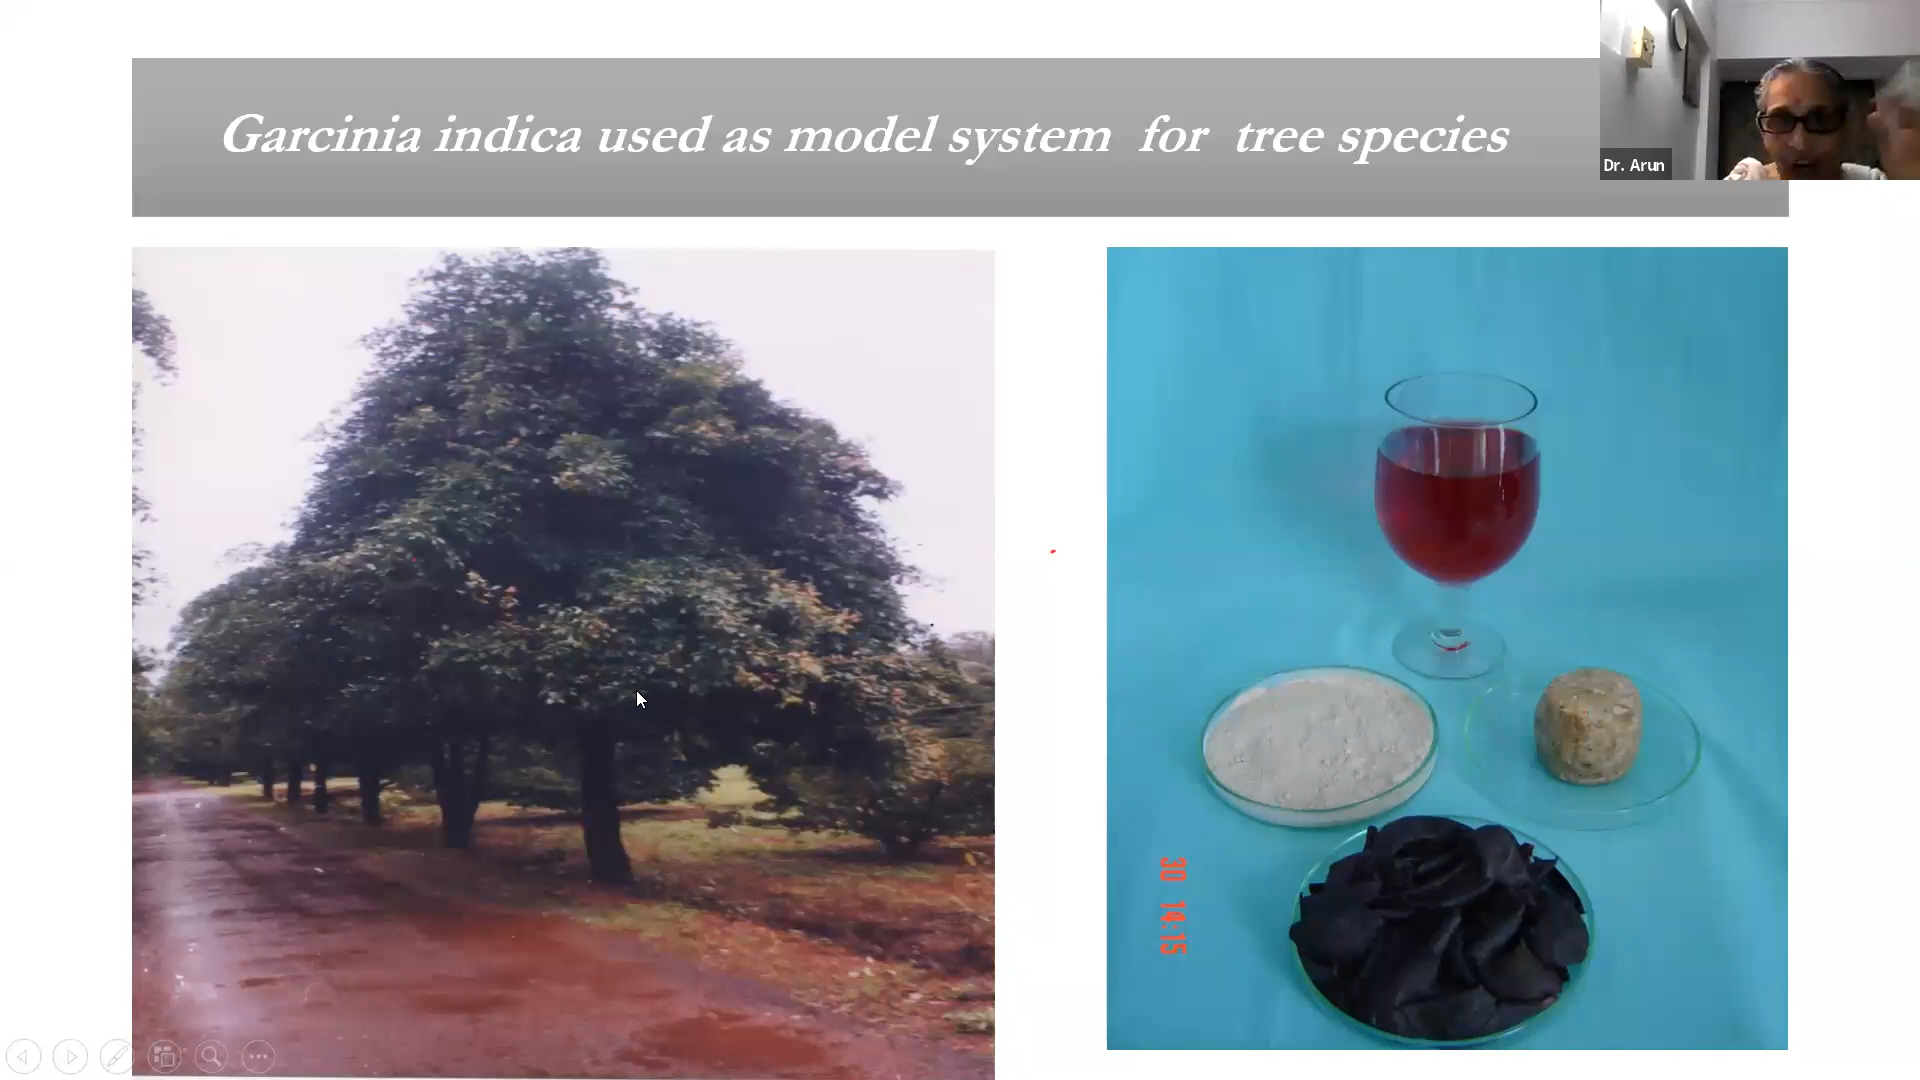 Garcinia indica used as model system for tree species
Dr. Arun
30 14:15